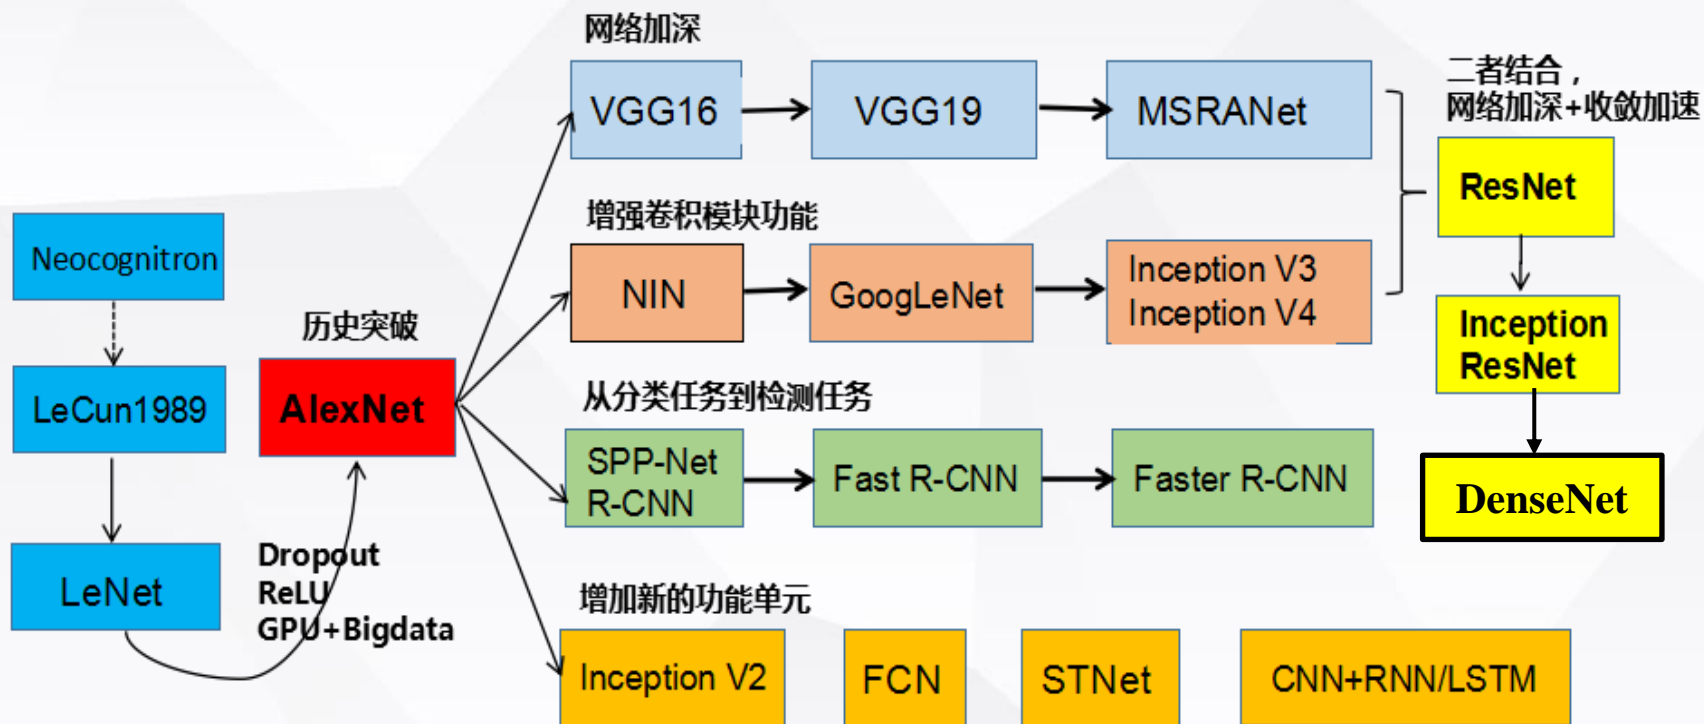 网络加深
VGG16
VGG19
MSRANet
二者结合，
网络加深+收敛加速
ResNet
增强卷积模块功能
Neocognitron
NIN
GoogLeNet
Inception V3
Inception V4
历史突破
Inception
ResNet
LeCun1989
AlexNet
从分类任务到检测任务
SPP-Net
R-CNN
Fast R-CNN
Faster R-CNN
DenseNet
LeNet
Dropout
ReLU
GPU+Bigdata
增加新的功能单元
Inception V2
FCN
STNet
CNN+RNN/LSTM